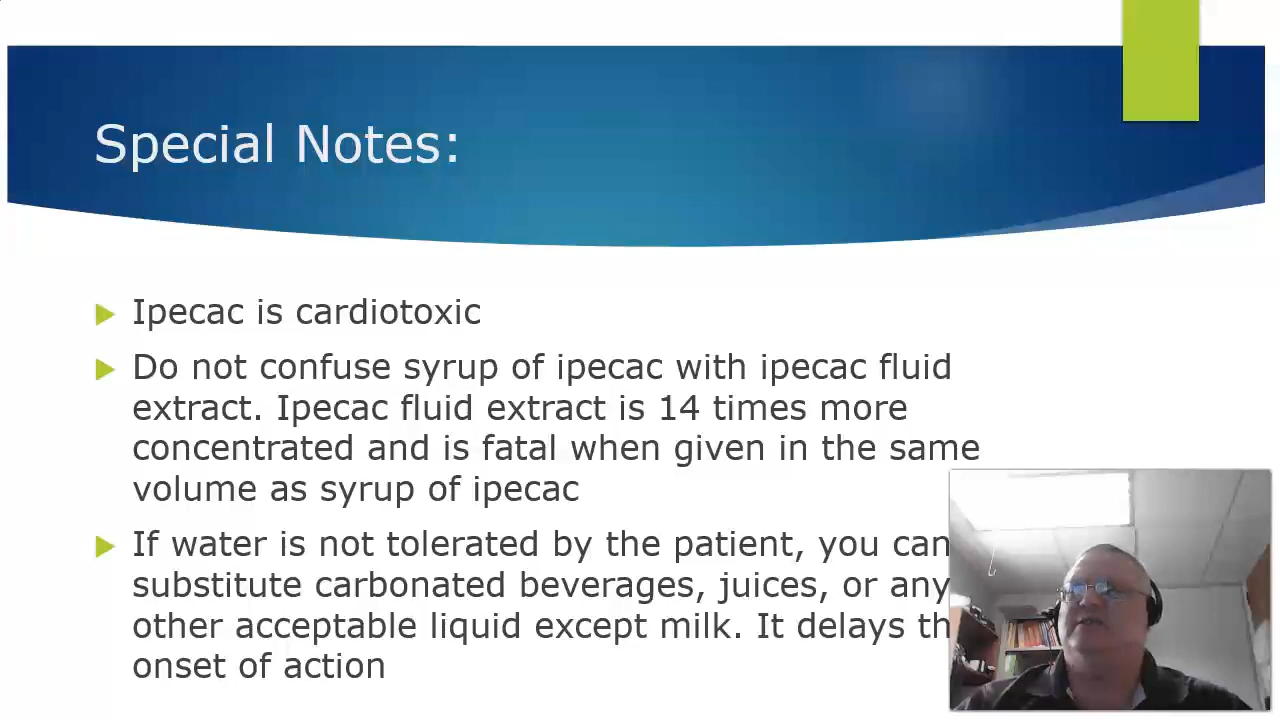 Special Notes:
Ipecac is cardiotoxic
Do not confuse syrup of ipecac with ipecac fluid
extract. Ipecac fluid extract is 14 times more
concentrated and is fatal when given in the same
volume as syrup of ipecac
If water is not tolerated by the patient, you can
substitute carbonated beverages, juices, or any
other acceptable liquid except milk. It delays
onset of action